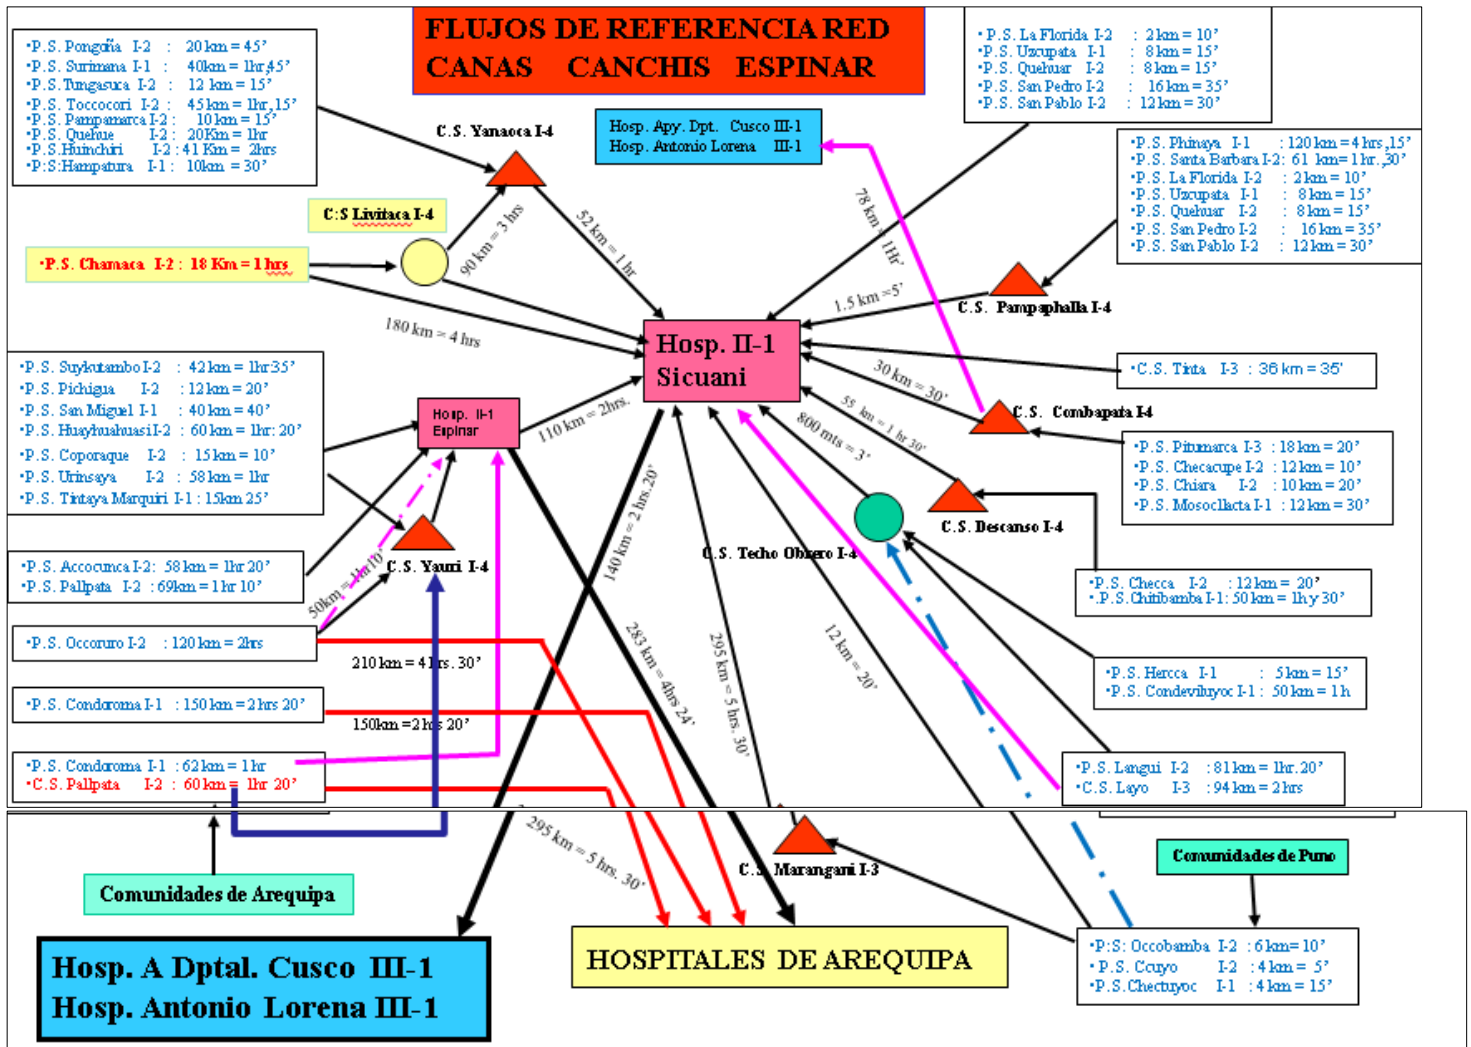 FLUJOS DE REFERENCIA RED
CANAS CANCHIS ESPINAR
•P.S. Pongoña I-2 : 20 km = 45’
•P.S. Surimana I-1 : 40km = 1hr,45’
•P.S. Tungasuca I-2 : 12 km = 15’
•P.S. Toccocori I-2 : 45 km = 1hr, 15’
•P.S. Pampamarca I-2 : 10 km = 15’
•P.S. Quehue I-2 : 20 Km = 1hr
•P.S.Huinchiri I-2 : 41 Km = 2hrs
•P:S:Hampatura I-1 : 10km = 30’
C.S. Yanaoca I-4
Hosp. Apy. Dpt. Cusco III-1
Hosp. Antonio Lorena III-1
• P.S. La Florida I-2 : 2 km = 10’
•P.S. Uzcupata I-1 : 8 km = 15’
•P.S. Quehuar I-2 : 8 km = 15’
•P.S. San Pedro I-2 : 16 km = 35’
•P.S. San Pablo I-2 : 12 km = 30’
•P.S. Phinaya I-1 : 120 km = 4 hrs, 15’
•P.S. Santa Barbara I-2: 61 km= 1 hr.,30’
•P.S. La Florida I-2 : 2 km = 10’
•P.S. Uzcupata I-1 : 8 km = 15’
•P.S. Quehuar I-2 : 8 km = 15’
•P.S. San Pedro I-2 : 16 km = 35’
•P.S. San Pablo I-2 : 12 km = 30’
C:S Livitaca I-4
•P.S. Chamaca I-2 : 18 Km = 1 hrs
90 km = 3 hrs
52 km = 1 hr
78 km = 1Hr’
180 km = 4 hrs
1.5 km =5’
C.S. Pampaphalla I-4
Hosp. II-1
Sicuani
•C.S. Tinta I-3 : 36 km = 35’
30 km = 30’
C.S. Combapata I-4
•P.S. Suykutambo I-2 : 42 km = 1hr 35’
•P.S. Pichigua I-2 : 12 km = 20’
•P.S. San Miguel I-1 : 40 km = 40’
•P.S. Huayhuahuasi I-2 : 60 km = 1hr: 20’
•P.S. Coporaque I-2 : 15 km = 10’
•P.S. Urinsaya I-2 : 58 km = 1hr
•P.S. Tintaya Marquiri I-1 : 15km 25’
Hosp. II-1
Espinar
110 km = 2hrs.
55 km = 1 hr 30’
800 mts = 3’
•P.S. Pitumarca I-3 : 18 km = 20’
•P.S. Checacupe I-2 : 12 km = 10’
•P.S. Chiara I-2 : 10 km = 20’
•P.S. Mosocllacta I-1 : 12 km = 30’
C.S. Descanso I-4
C.S. Techo Obrero I-4
C.S. Yauri I-4
140 km = 2 hrs. 20’
•P.S. Accocunca I-2: 58 km = 1hr 20’
•P.S. Pallpata I-2 : 69km = 1 hr 10’
50km = 1hr10’
•P.S. Checca I-2 : 12 km = 20’
•.P.S.Chitibamba I-1: 50 km = 1h y 30’
•P.S. Occoruro I-2 : 120 km = 2hrs
210 km = 4 hrs. 30’
283 km = 4hrs 24’
295 km = 5 hrs. 30’
12 km = 20’
•P.S. Hercca I-1 : 5 km = 15’
•P.S. Condeviluyoc I-1 : 50 km = 1 h
•P.S. Condoroma I-1 : 150 km = 2 hrs 20’
150km =2 hrs 20’
•P.S. Condoroma I-1 : 62 km = 1 hr
•C.S. Pallpata I-2 : 60 km = 1hr 20’
•P.S. Langui I-2 : 81 km = 1hr. 20’
•C.S. Layo I-3 : 94 km = 2 hrs
295 km = 5 hrs. 30’
C.S. Marangani I-3
Comunidades de Puno
Comunidades de Arequipa
•P:S: Occobamba I-2 : 6 km= 10’
• P.S. Ccuyo I-2 : 4 km = 5’
•P.S.Chectuyoc I-1 : 4 km = 15’
Hosp. A Dptal. Cusco III-1
Hosp. Antonio Lorena III-1
HOSPITALES DE AREQUIPA